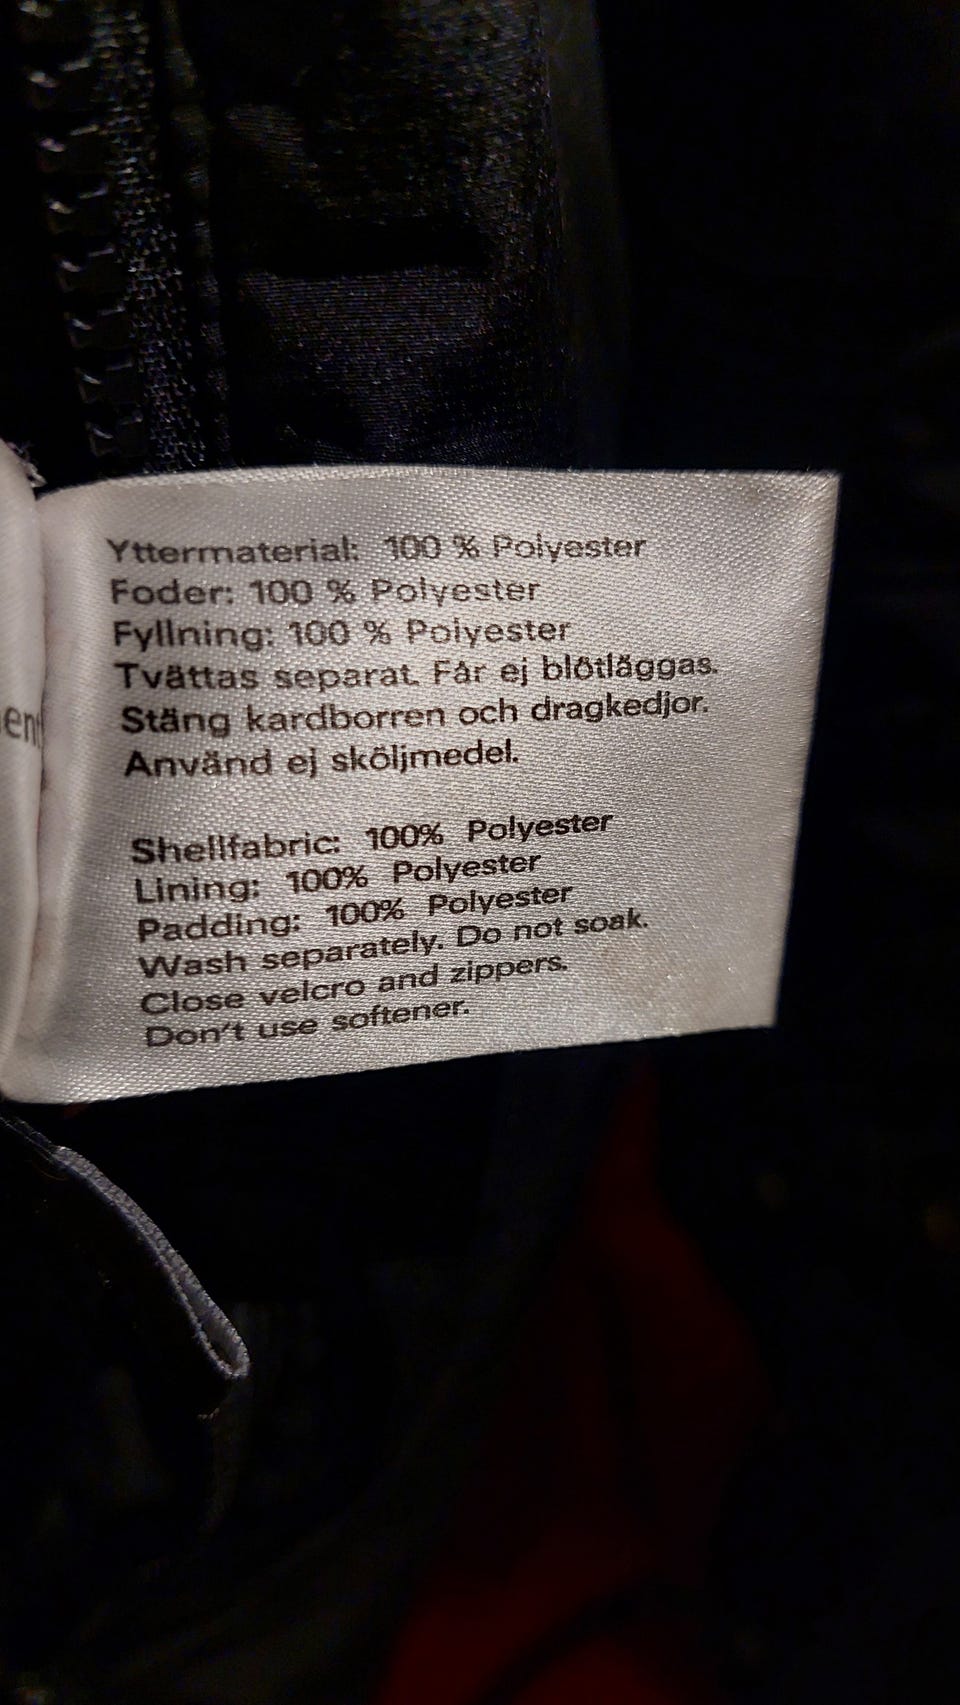 Yttermaterial: 100 % Polyester
Foder: 100 % Polyester
Fyllning: 100 % Polyester
Tvättas separat. Får ej blötläggas.
Stäng kardborren och dragkedjor.
Använd ej sköljmedel.
Shellfabric: 100% Polyester
Lining: 100% Polyester
Padding: 100% Polyester
Wash separately. Do not soak.
Close velcro and zippers.
Don't use softener.